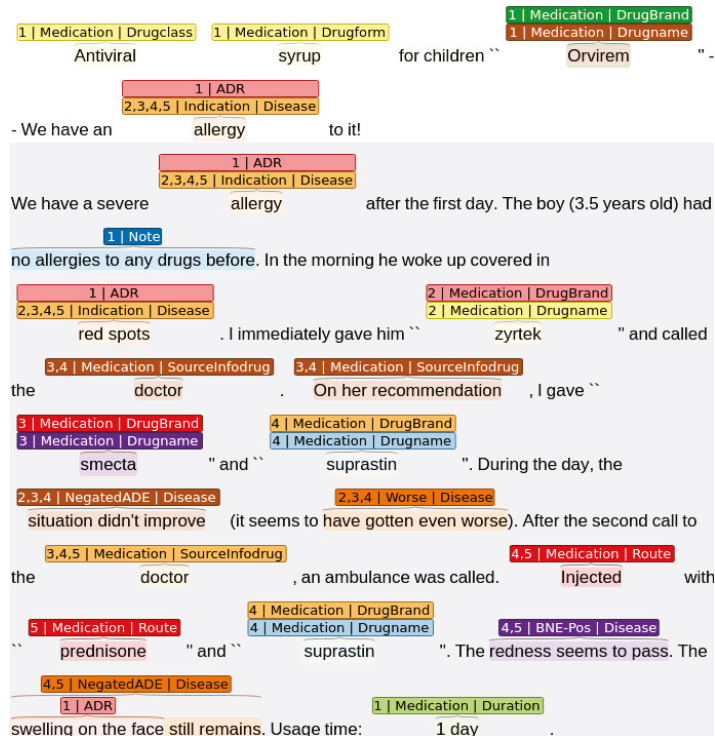 1 | Medication | DrugBrand
1 | Medication | Drugclass 1 | Medication | Drugform 1 | Medication | Drugname
Antiviral syrup for children `` Orvirem " -
1 | ADR
2,3,4,5 | Indication | Disease
- We have an allergy to it!
1 | ADR
2,3,4,5 | Indication | Disease
We have a severe allergy after the first day. The boy (3.5 years old) had
1 | Note
no allergies to any drugs before. In the morning he woke up covered in
1 | ADR 2 | Medication | DrugBrand
2,3,4,5 | Indication | Disease 2 | Medication | Drugname
red spots . I immediately gave him `` zyrtek " and called
3,4 | Medication | SourceInfodrug 3,4 | Medication | SourceInfodrug
the doctor . On her recommendation , I gave ``
3 | Medication | DrugBrand 4 | Medication | DrugBrand
3 | Medication | Drugname 4 | Medication | Drugname
smecta " and `` suprastin ". During the day, the
2,3,4 | NegatedADE | Disease 2,3,4 | Worse | Disease
situation didn't improve (it seems to have gotten even worse). After the second call to
3,4,5 | Medication | SourceInfodrug 4,5 | Medication | Route
the doctor , an ambulance was called. Injected with
4 | Medication | DrugBrand
5 | Medication | Route 4 | Medication | Drugname 4,5 | BNE-Pos | Disease
`` prednisone " and `` suprastin ". The redness seems to pass. The
4,5 | NegatedADE | Disease
1 | ADR 1 | Medication | Duration
swelling on the face still remains. Usage time: 1 day .